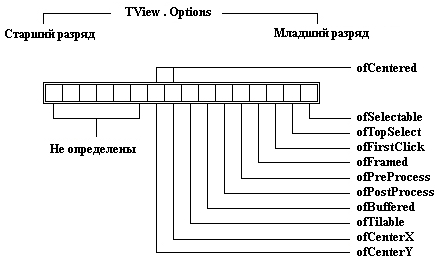 TView . Options
Старший разряд
Младший разряд
ofCentered
ofSelectable
ofTopSelect
ofFirstClick
ofFramed
ofPreProcess
ofPostProcess
ofBuffered
ofTilable
ofCenterX
ofCenterY
Не определены